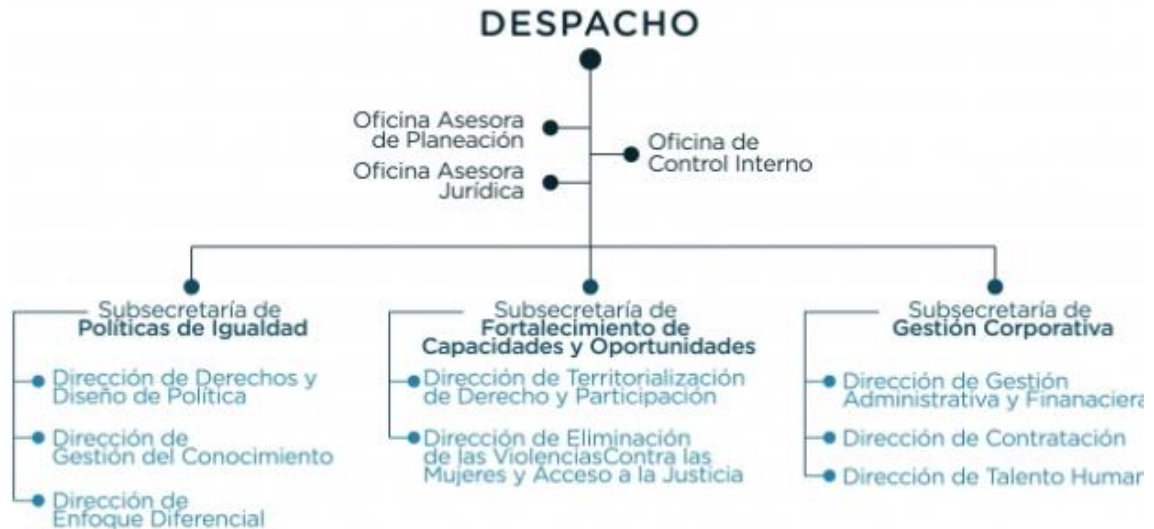 DESPACHO
Oficina Asesora
de Planeación
Oficina de
Control Interno
Oficina Asesora
Jurídica
Subsecretaría de
Políticas de Igualdad
Dirección de Derechos y
Diseño de Política
Dirección de
Gestión del Conocimiento
Dirección de
Enfoque Diferencial
Subsecretaría de
Fortalecimiento de
Capacidades y Oportunidades
Dirección de Territorialización
de Derecho y Participación
Dirección de Eliminación
de las ViolenciasContra las
Mujeres y Acceso a la Justicia
Subsecretaría de
Gestión Corporativa
Dirección de Gestión
Administrativa y Finanaciera
Dirección de Contratación
Dirección de Talento Human